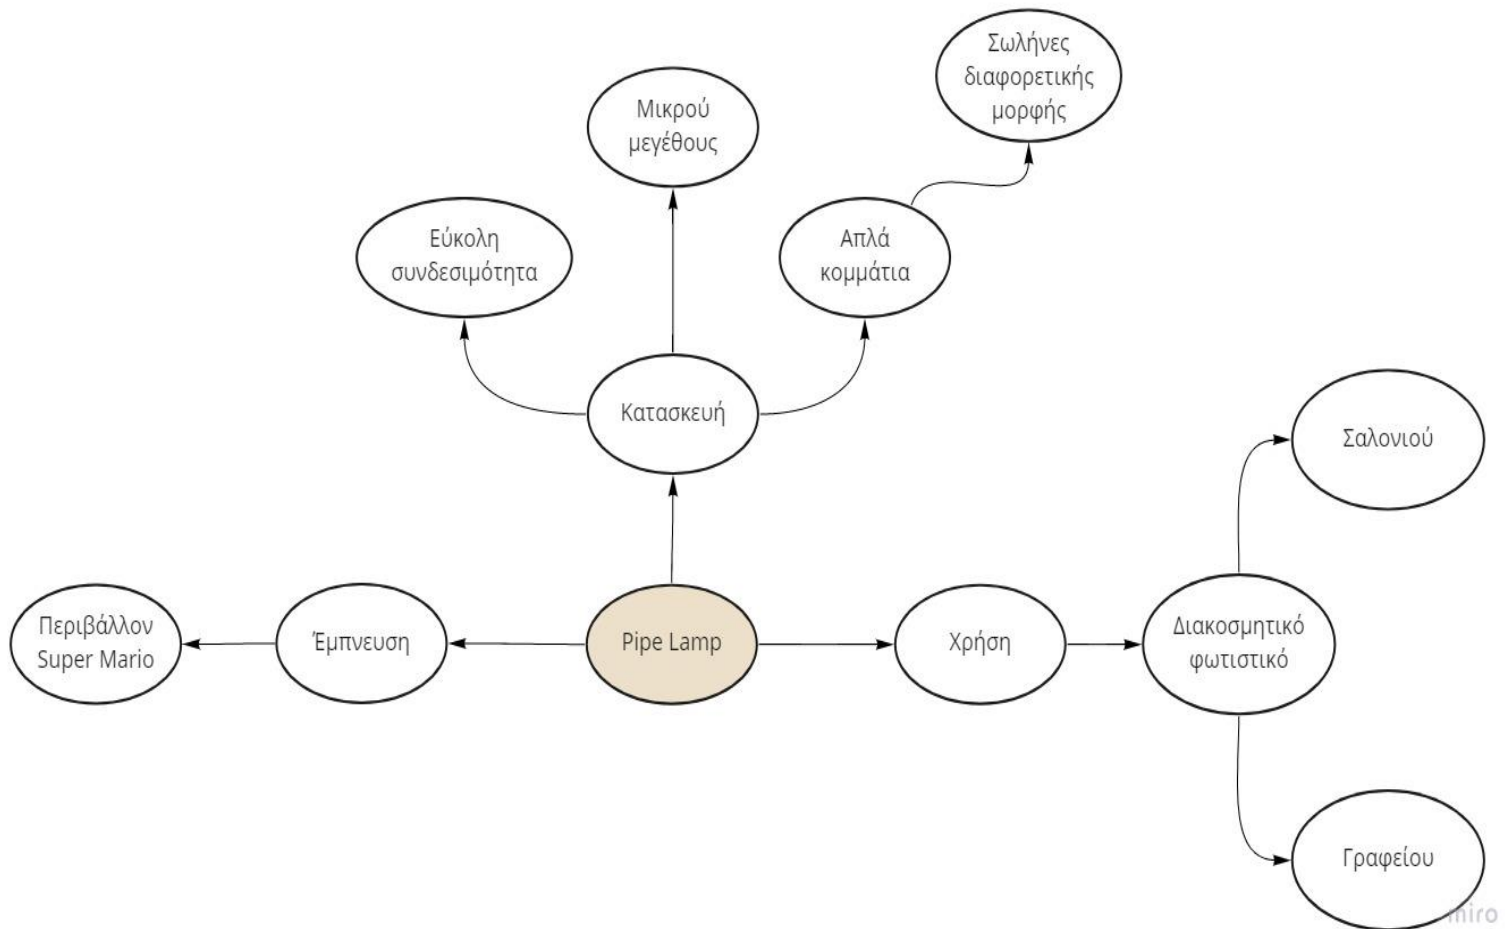 Σωλήνες
διαφορετικής
μορφής
Μικρού
μεγέθους
Εύκολη
συνδεσιμότητα
Απλά
κομμάτια
Κατασκευή
Σαλονιού
Περιβάλλον
Super Mario
Έμπνευση
Pipe Lamp
Χρήση
Διακοσμητικό
φωτιστικό
Γραφείου
miro